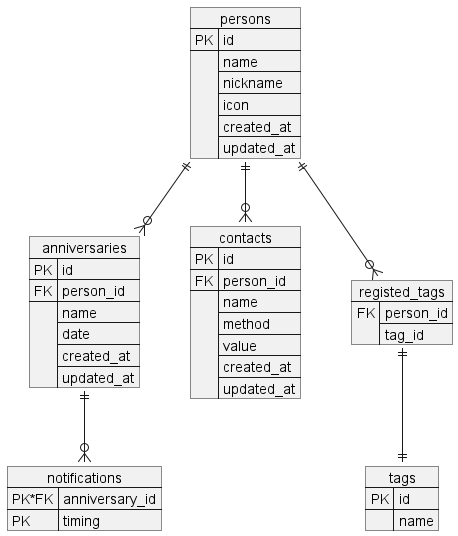 persons
PK id
name
nickname
icon
created_at
updated_at
anniversaries
PK id
FK person_id
name
date
created_at
updated_at
contacts
PK id
FK person_id
name
method
value
created_at
updated_at
registed_tags
FK person_id
tag_id
notifications
PK*FK anniversary_id
PK timing
tags
PK id
name